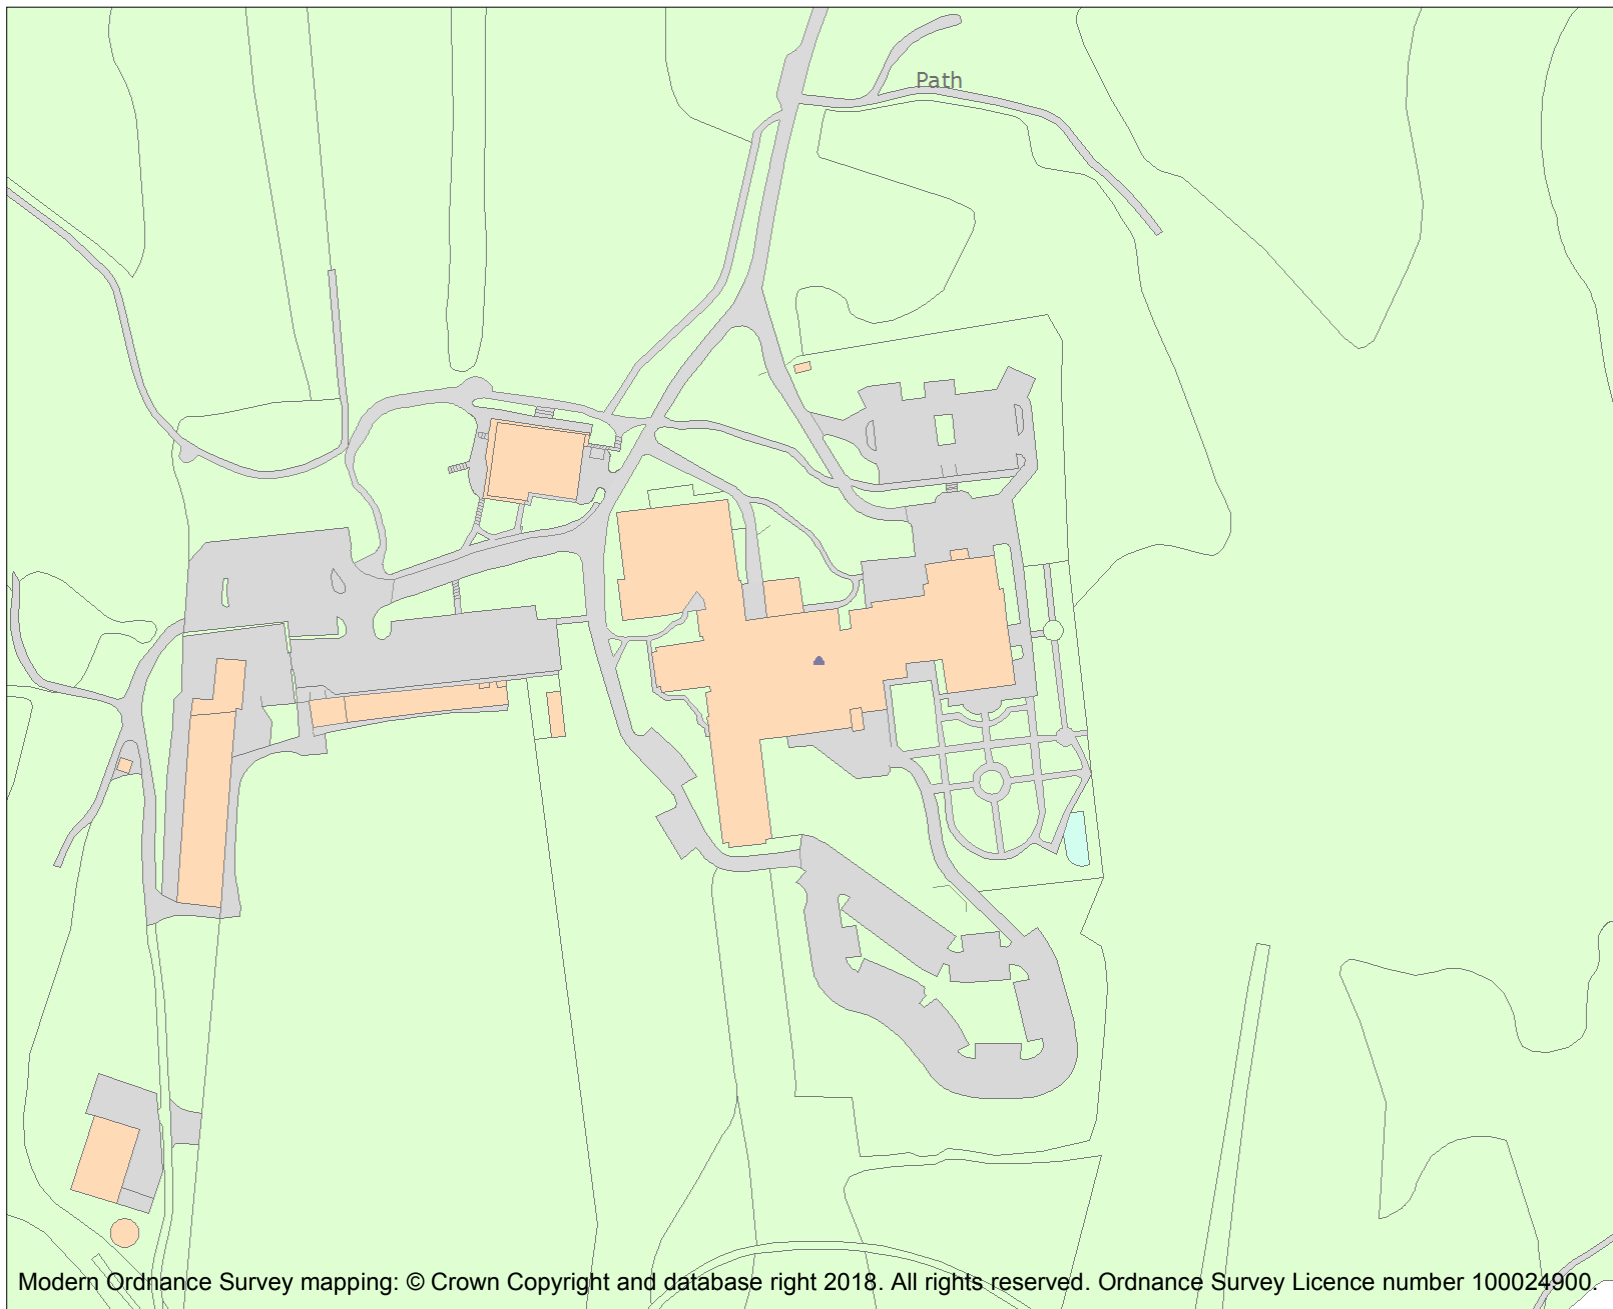 Path
Modern Ordnance Survey mapping: © Crown Copyright and database right 2018. All rights reserved. Ordnance Survey Licence number 100024900.